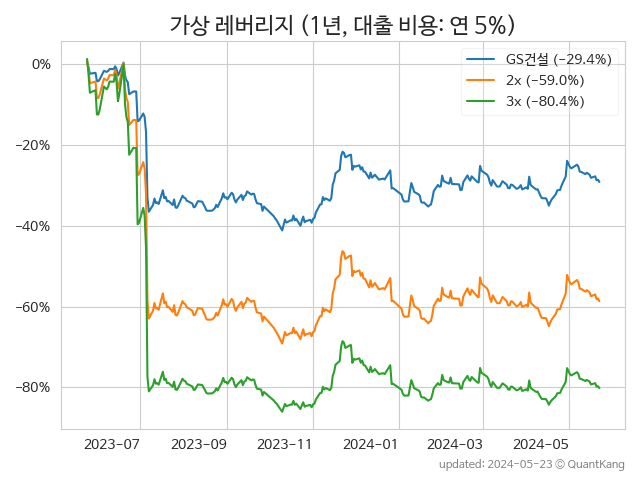 가상 레버리지 (1년, 대출 비용: 연 5%)
GS건설 (−29.4%)
2x (−59.0%)
3x (−80.4%)
0%
−20%
−40%
−60%
−80%
2023-07 2023-09 2023-11 2024-01 2024-03 2024-05
updated: 2024-05-23 © QuantKang